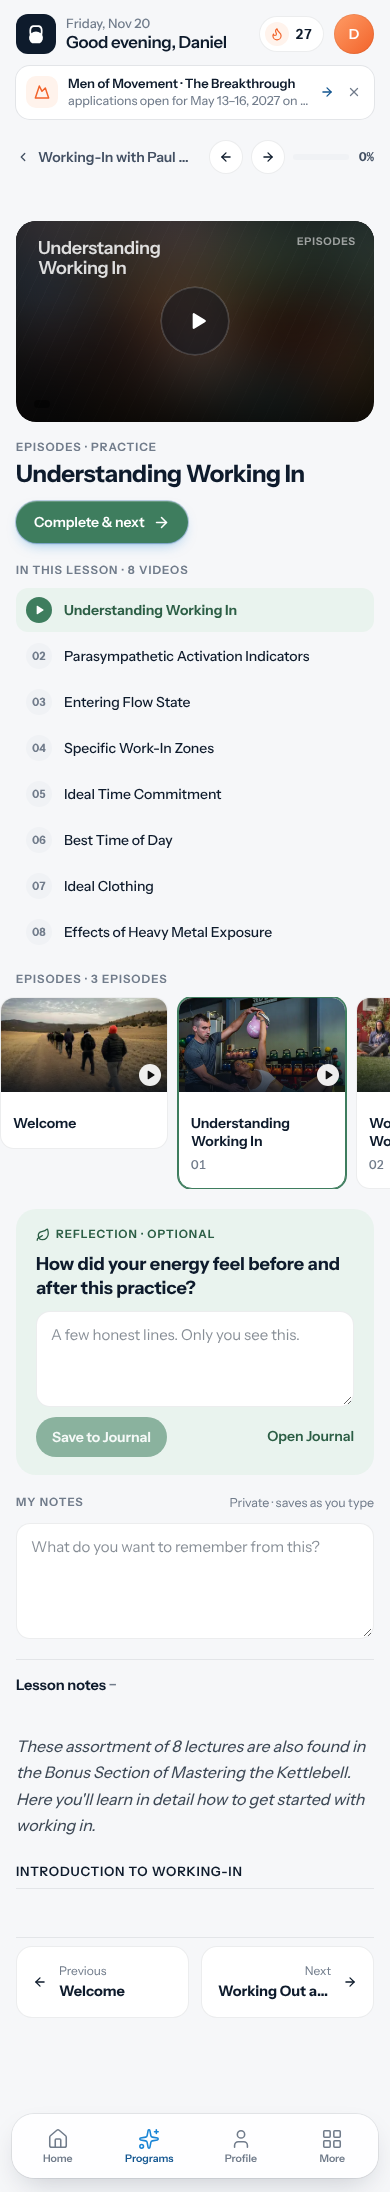 Friday, Nov 20
Good evening, Daniel
27
D
Men of Movement · The Breakthrough
applications open for May 13–16, 2027 on ...
Working-In with Paul ...
0%
Understanding
Working In
EPISODES
EPISODES · PRACTICE
Understanding Working In
Complete & next
IN THIS LESSON · 8 VIDEOS
Understanding Working In
02 Parasympathetic Activation Indicators
03 Entering Flow State
04 Specific Work-In Zones
05 Ideal Time Commitment
06 Best Time of Day
07 Ideal Clothing
08 Effects of Heavy Metal Exposure
EPISODES · 3 EPISODES
Welcome
Understanding
Working In
01
Wo
Wo
02
REFLECTION · OPTIONAL
How did your energy feel before and
after this practice?
A few honest lines. Only you see this.
Save to Journal
Open Journal
MY NOTES
Private · saves as you type
What do you want to remember from this?
Lesson notes –
These assortment of 8 lectures are also found in
the Bonus Section of Mastering the Kettlebell.
Here you'll learn in detail how to get started with
working in.
INTRODUCTION TO WORKING-IN
Previous
Welcome
Next
Working Out a...
Home
Programs
Profile
More